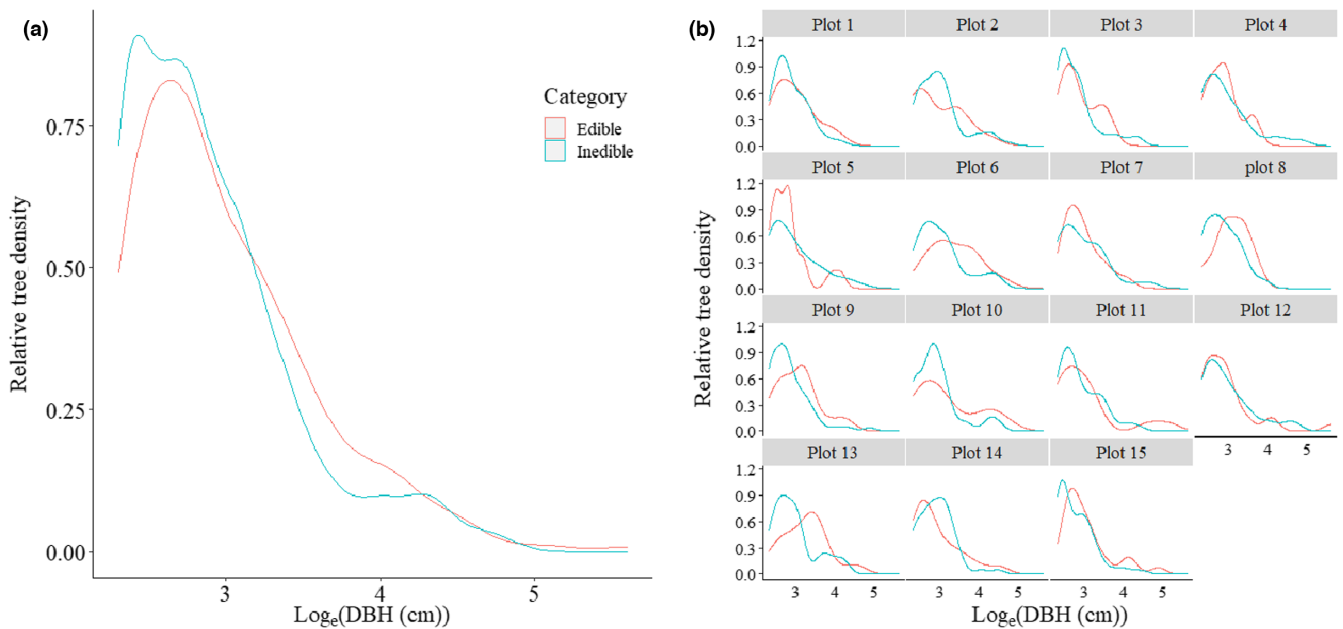 (a)
Relative tree density
0.75
0.50
0.25
0.00
3 4 5
Logₑ(DBH (cm))
Category
Edible
Inedible
(b)
Relative tree density
Plot 1 Plot 2 Plot 3 Plot 4
1.2
0.9
0.6
0.3
0.0
Plot 5 Plot 6 Plot 7 plot 8
1.2
0.9
0.6
0.3
0.0
Plot 9 Plot 10 Plot 11 Plot 12
1.2
0.9
0.6
0.3
0.0
3 4 5
Plot 13 Plot 14 Plot 15
1.2
0.9
0.6
0.3
0.0
3 4 5 3 4 5 3 4 5
Logₑ(DBH (cm))